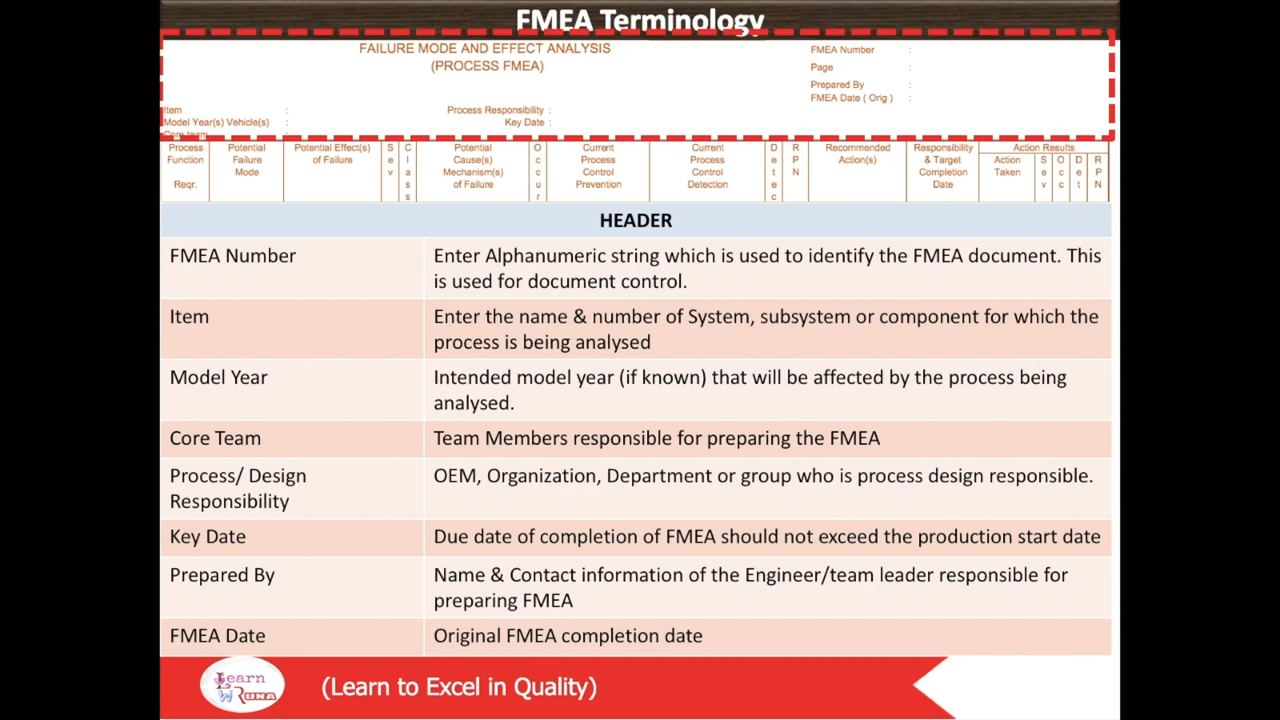 FMEA Terminology
FAILURE MODE AND EFFECT ANALYSIS
(PROCESS FMEA)
FMEA Number :
Page :
Prepared By :
FMEA Date ( Orig ) :
Item :
Model Year(s) Vehicle(s) :
Core team
Process Responsibility :
Key Date :
Process Function Reqr.
Potential Failure Mode
Potential Effect(s) of Failure
Sev
Class
Potential Cause(s) Mechanism(s) of Failure
Occur
Current Process Control Prevention
Current Process Control Detection
Detec
RPN
Recommended Action(s)
Responsibility & Target Completion Date
Action Results
Action Taken
Sev
Occ
Det
RPN
HEADER
FMEA Number
Enter Alphanumeric string which is used to identify the FMEA document. This
is used for document control.
Item
Enter the name & number of System, subsystem or component for which the
process is being analysed
Model Year
Intended model year (if known) that will be affected by the process being
analysed.
Core Team
Team Members responsible for preparing the FMEA
Process/ Design
Responsibility
OEM, Organization, Department or group who is process design responsible.
Key Date
Due date of completion of FMEA should not exceed the production start date
Prepared By
Name & Contact information of the Engineer/team leader responsible for
preparing FMEA
FMEA Date
Original FMEA completion date
Learn
W RUKA
(Learn to Excel in Quality)